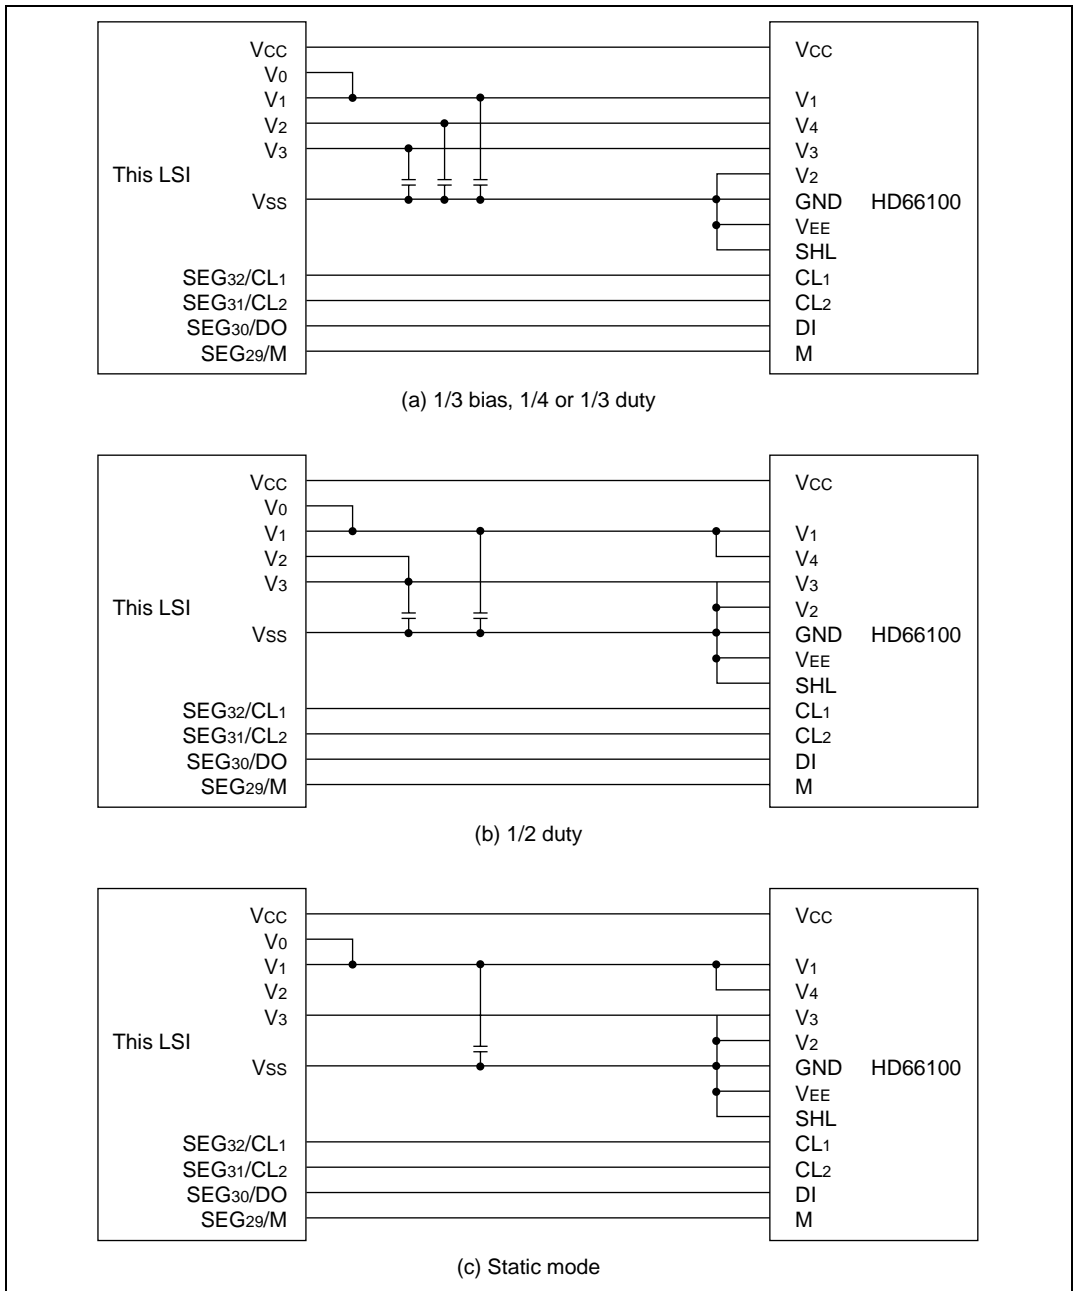 VCC VCC
V0
V1 V1
V2 V4
V3 V3
This LSI V2
VSS GND HD66100
VEE
SHL
SEG32/CL1 CL1
SEG31/CL2 CL2
SEG30/DO DI
SEG29/M M
(a) 1/3 bias, 1/4 or 1/3 duty
VCC VCC
V0
V1 V1
V2 V4
V3 V3
This LSI V2
VSS GND HD66100
VEE
SHL
SEG32/CL1 CL1
SEG31/CL2 CL2
SEG30/DO DI
SEG29/M M
(b) 1/2 duty
VCC VCC
V0
V1 V1
V2 V4
V3 V3
This LSI V2
VSS GND HD66100
VEE
SHL
SEG32/CL1 CL1
SEG31/CL2 CL2
SEG30/DO DI
SEG29/M M
(c) Static mode